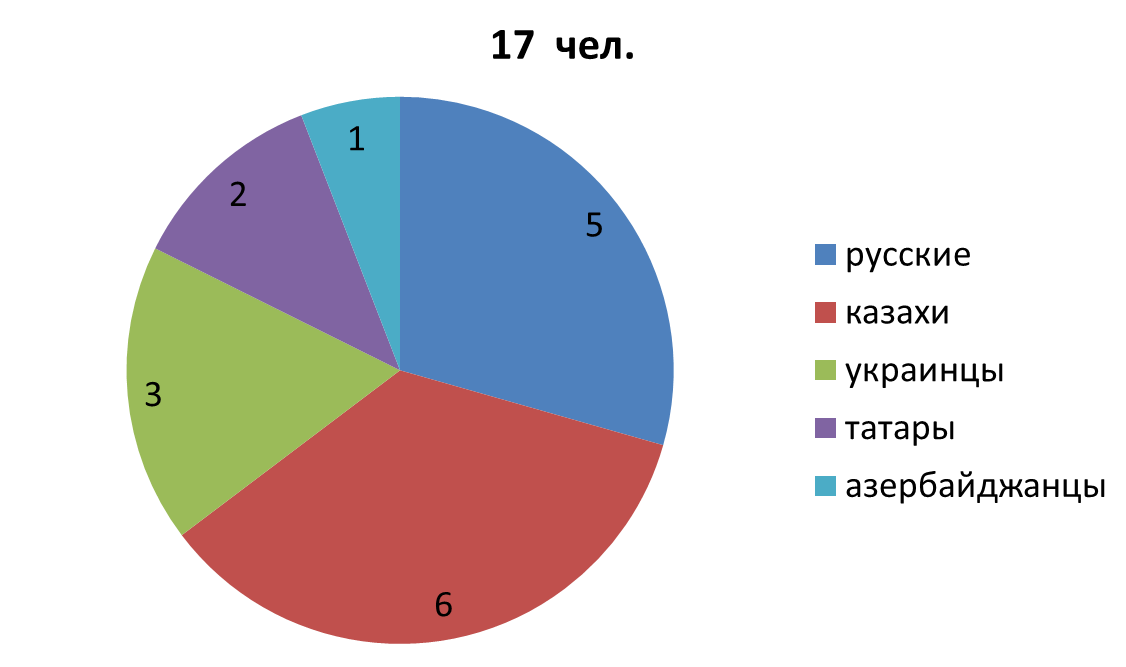 17 чел.
1
2
5
3
6
русские
казахи
украинцы
татары
азербайджанцы